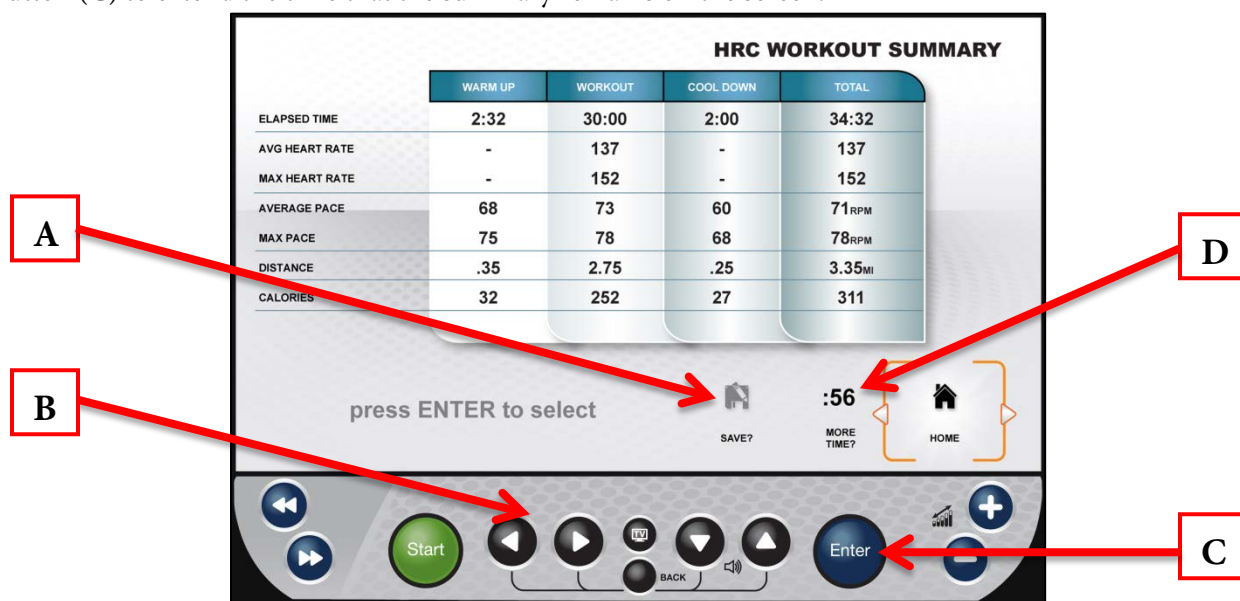 HRC WORKOUT SUMMARY
WARM UP WORKOUT COOL DOWN TOTAL
ELAPSED TIME 2:32 30:00 2:00 34:32
AVG HEART RATE - 137 - 137
MAX HEART RATE - 152 - 152
AVERAGE PACE 68 73 60 71RPM
MAX PACE 75 78 68 78RPM
DISTANCE .35 2.75 .25 3.35MI
CALORIES 32 252 27 311
A
D
B
press ENTER to select
SAVE?
:56
MORE
TIME?
HOME
Start
TV
BACK
Enter
C